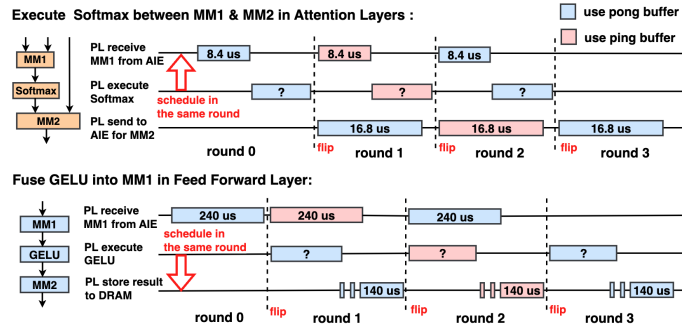 Execute Softmax between MM1 & MM2 in Attention Layers :
use pong buffer
use ping buffer
MM1
Softmax
MM2
PL receive
MM1 from AIE
8.4 us
8.4 us
8.4 us
PL execute
Softmax
?
?
?
schedule in
the same round
PL send to
AIE for MM2
16.8 us
16.8 us
16.8 us
round 0
flip
round 1
flip
round 2
flip
round 3
Fuse GELU into MM1 in Feed Forward Layer:
MM1
GELU
MM2
PL receive
MM1 from AIE
240 us
240 us
240 us
schedule in
the same round
PL execute
GELU
?
?
?
PL store result
to DRAM
140 us
140 us
140 us
round 0
flip
round 1
flip
round 2
flip
round 3